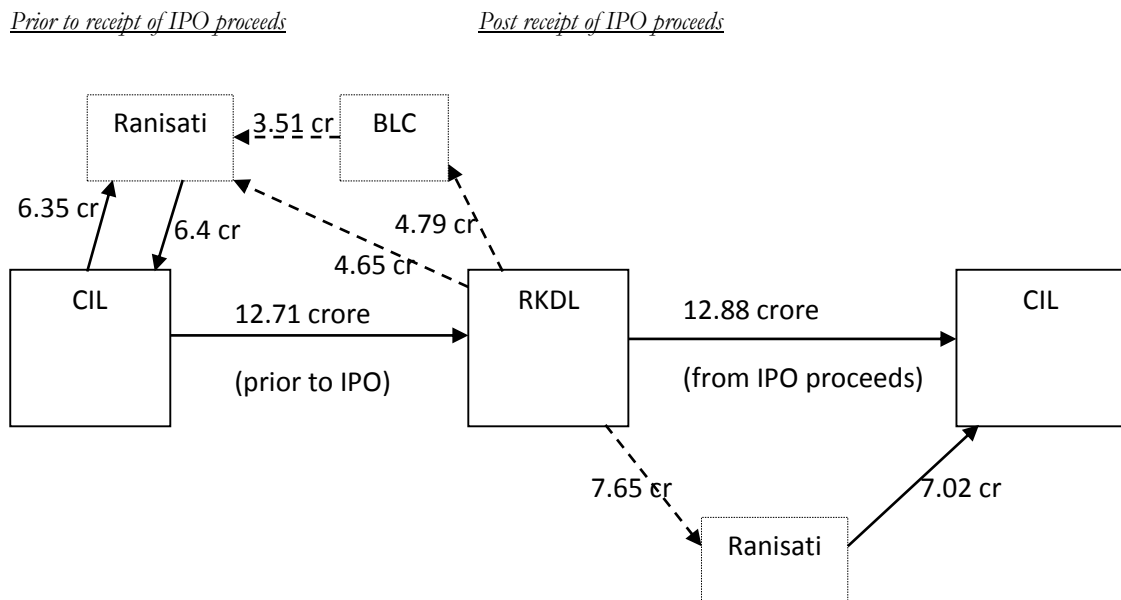 Prior to receipt of IPO proceeds
Post receipt of IPO proceeds
Ranisati
3.51 cr
BLC
6.35 cr
6.4 cr
4.79 cr
4.65 cr
CIL
12.71 crore
(prior to IPO)
RKDL
12.88 crore
(from IPO proceeds)
CIL
7.65 cr
7.02 cr
Ranisati